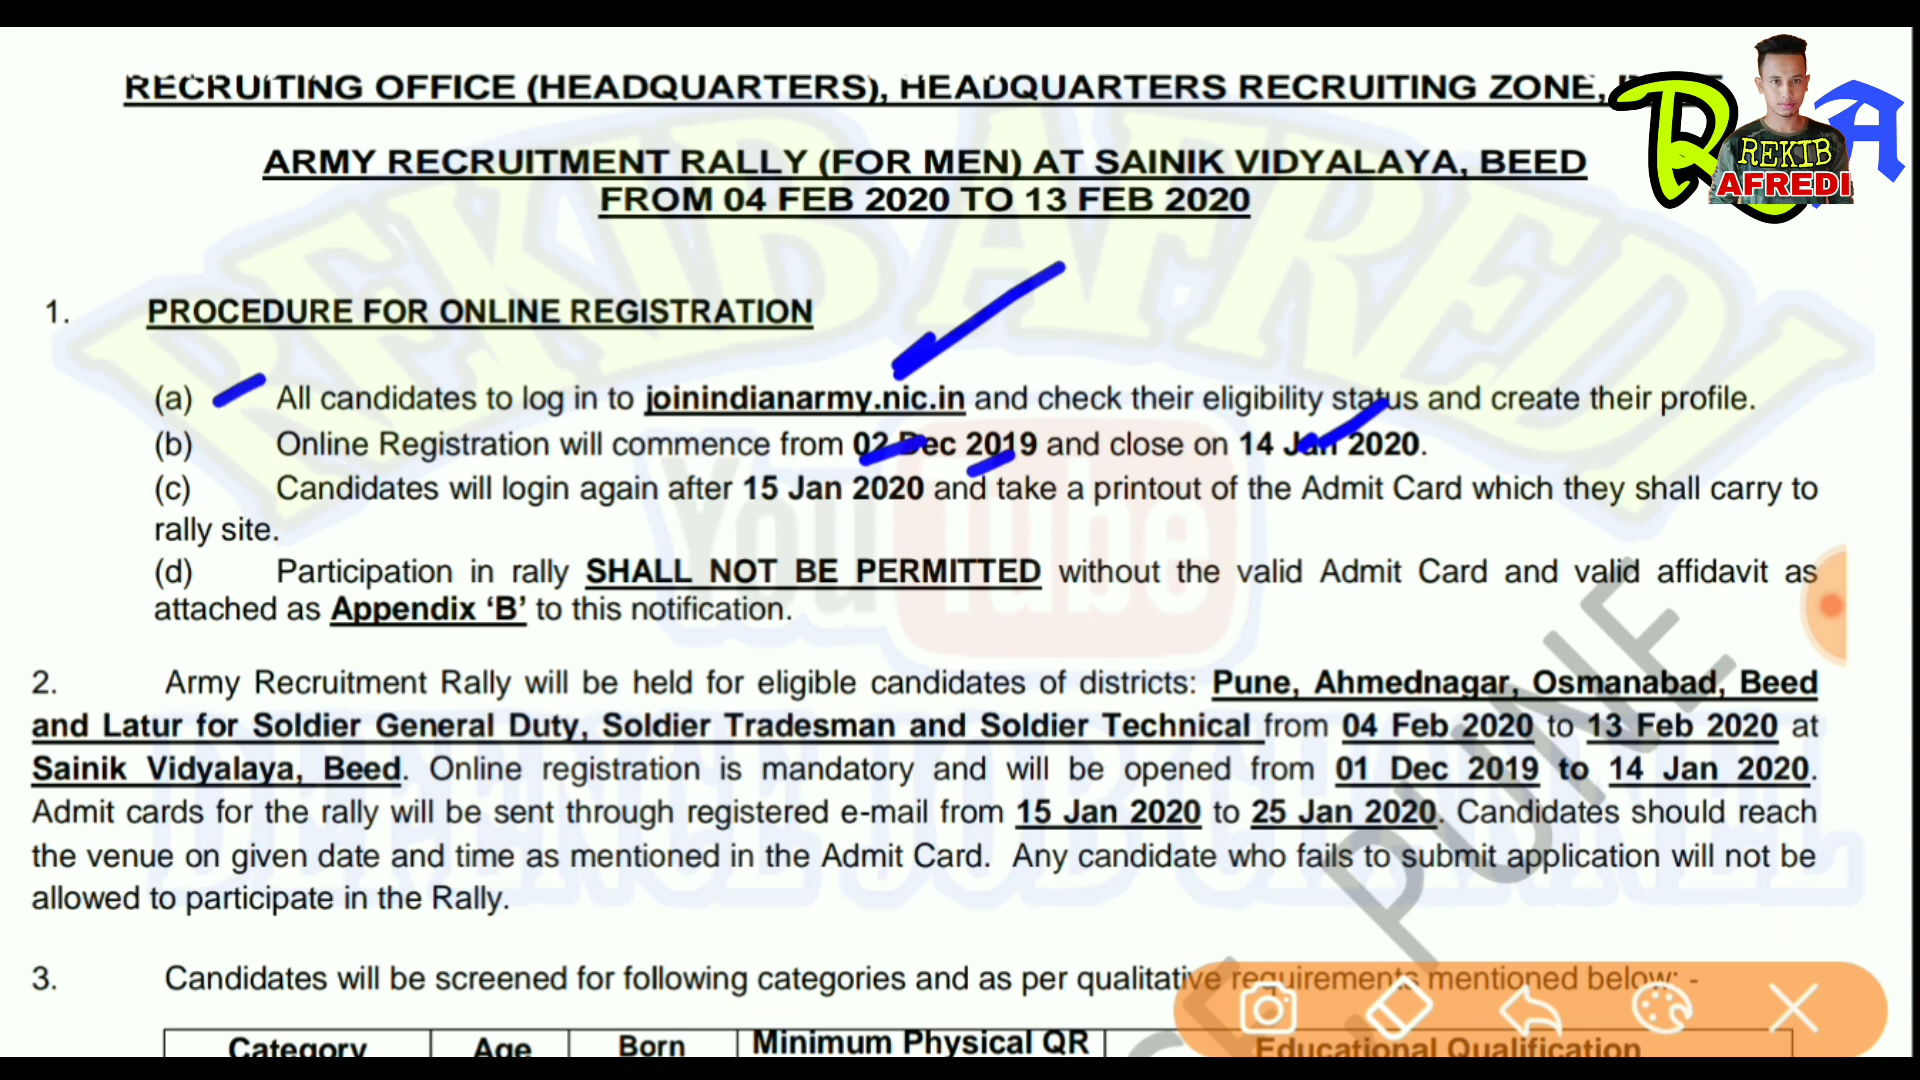 RECRUITING OFFICE (HEADQUARTERS), HEADQUARTERS RECRUITING ZONE,
ARMY RECRUITMENT RALLY (FOR MEN) AT SAINIK VIDYALAYA, BEED
FROM 04 FEB 2020 TO 13 FEB 2020
R A
REKIB
AFREDI
1. PROCEDURE FOR ONLINE REGISTRATION
(a) All candidates to log in to joinindianarmy.nic.in and check their eligibility status and create their profile.
(b) Online Registration will commence from 02 Dec 2019 and close on 14 Jan 2020.
(c) Candidates will login again after 15 Jan 2020 and take a printout of the Admit Card which they shall carry to
rally site.
(d) Participation in rally SHALL NOT BE PERMITTED without the valid Admit Card and valid affidavit as
attached as Appendix ‘B’ to this notification.
2. Army Recruitment Rally will be held for eligible candidates of districts: Pune, Ahmednagar, Osmanabad, Beed
and Latur for Soldier General Duty, Soldier Tradesman and Soldier Technical from 04 Feb 2020 to 13 Feb 2020 at
Sainik Vidyalaya, Beed. Online registration is mandatory and will be opened from 01 Dec 2019 to 14 Jan 2020.
Admit cards for the rally will be sent through registered e-mail from 15 Jan 2020 to 25 Jan 2020. Candidates should reach
the venue on given date and time as mentioned in the Admit Card. Any candidate who fails to submit application will not be
allowed to participate in the Rally.
3. Candidates will be screened for following categories and as per qualitative requirements mentioned below: -
Category Age Born Minimum Physical QR Educational Qualification
REKIB AFREDI
YouTube
DEFENCE JOB CHANNEL
PUNE